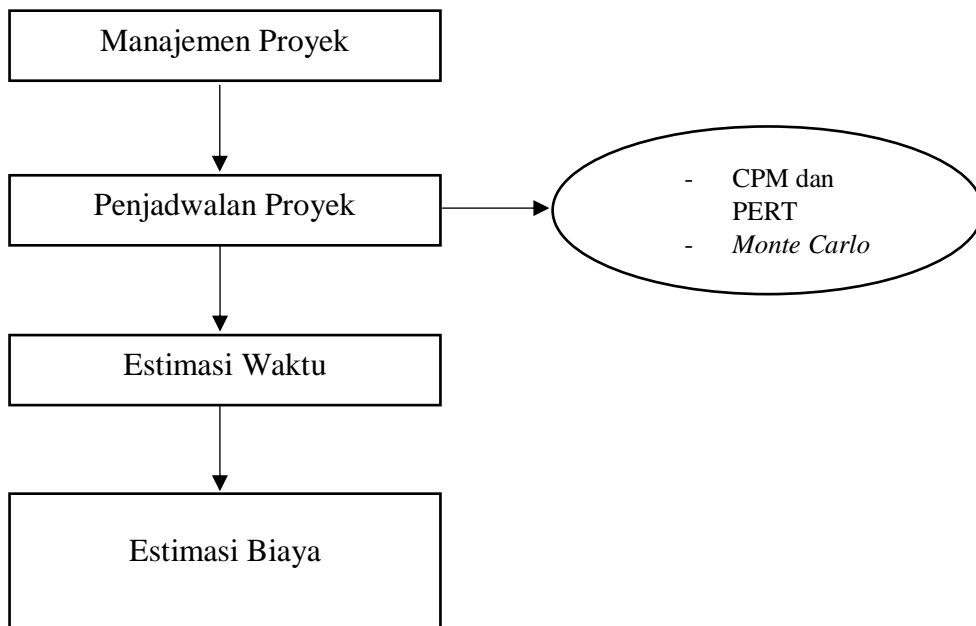 Manajemen Proyek
Penjadwalan Proyek
- CPM dan
PERT
- Monte Carlo
Estimasi Waktu
Estimasi Biaya